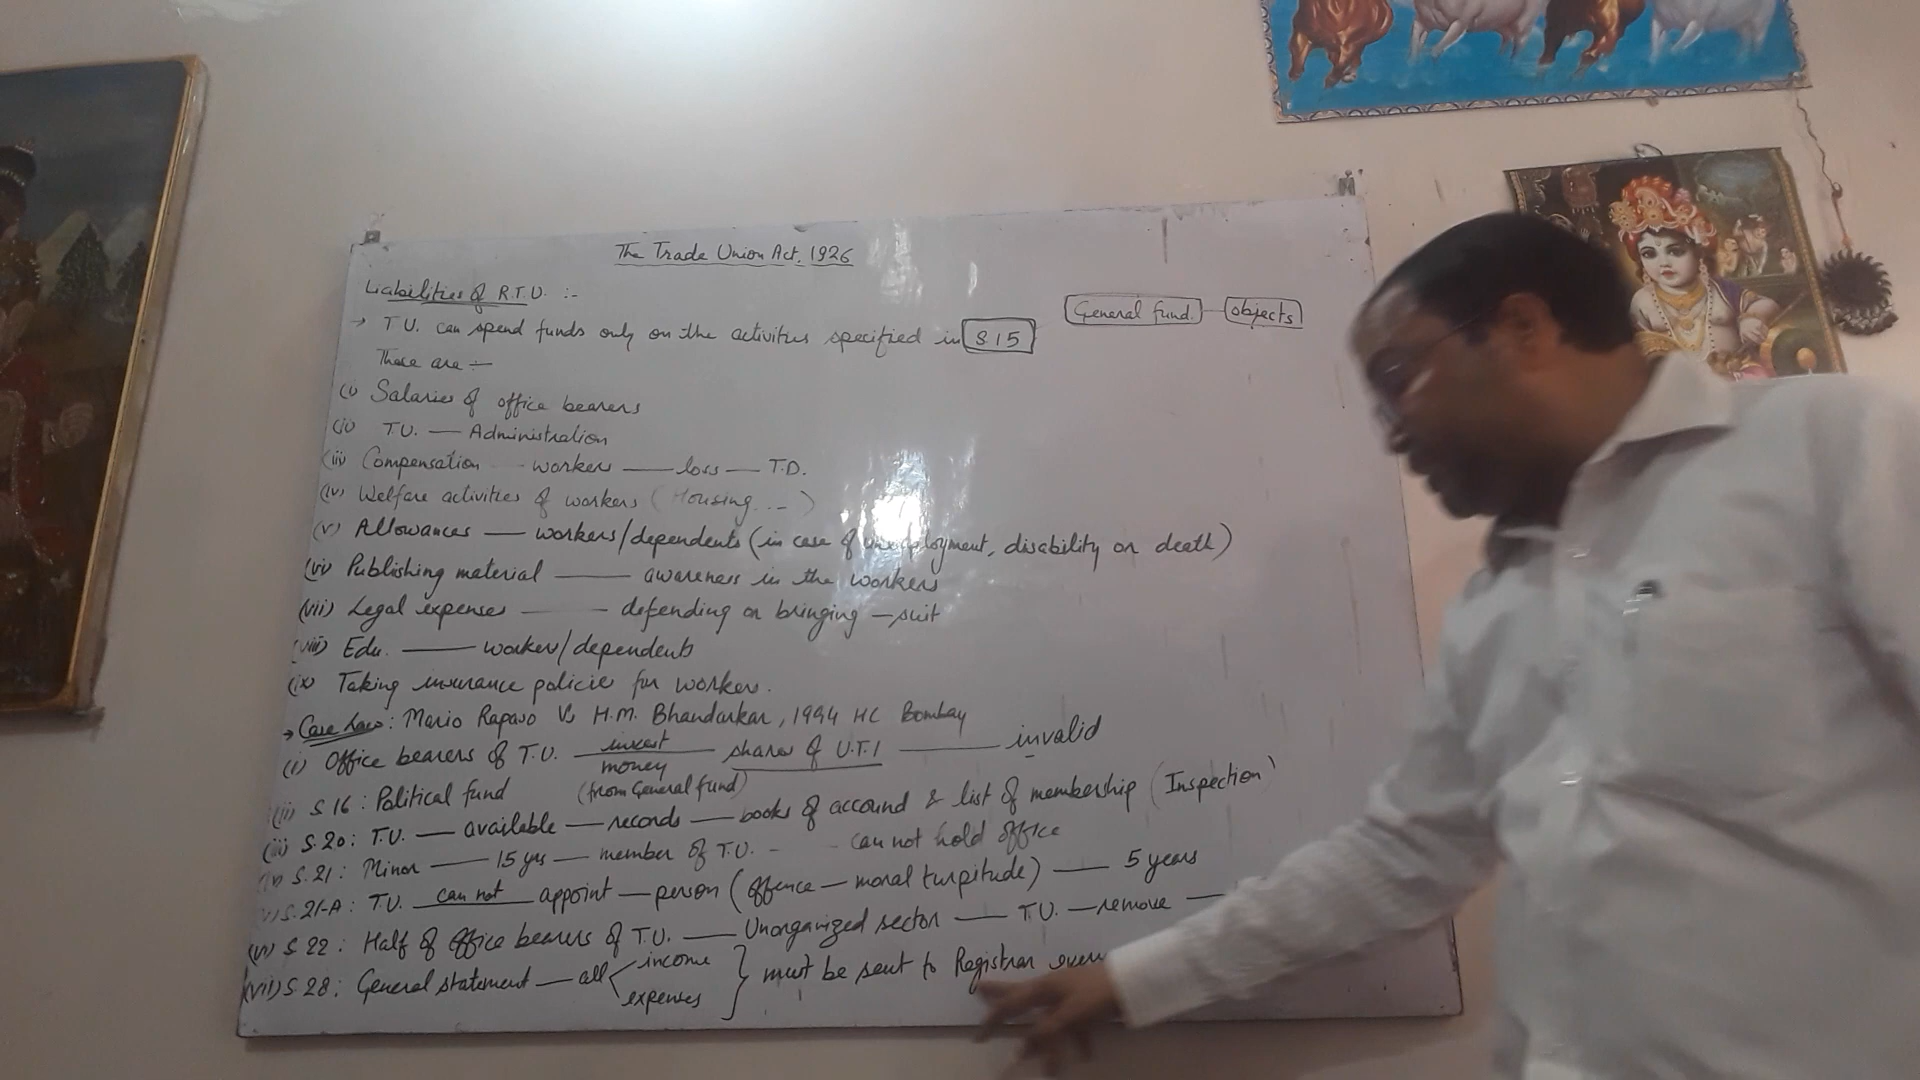 The Trade Union Act, 1926
Liabilities of R.T.U. :-
General fund. objects
→ T.U. can spend funds only on the activities specified in S 15
These are -
(i) Salaries of office bearers
(ii) T.U. — Administration
(iii) Compensation - workers — loss — T.D.
(iv) Welfare activities of workers (Housing...-)
(v) Allowances — workers/dependents (in case of unemployment, disability or death)
(vi) Publishing material — awareness in the workers
(vii) Legal expenses — defending or bringing — suit
(viii) Edu. — worker/dependents
(ix) Taking insurance policies for workers.
→ Case Law: Mario Raposo Vs H.M. Bhandarkar, 1994 HC Bombay
(i) Office bearers of T.U. invest money shares of U.T.I — invalid
(from General fund)
(ii) S.16: Political fund
(iii) S.20: T.U. — available — records — books of accound & list of membership (Inspection)
S.21: Minor — 15 yrs — member of T.U. - - can not hold office
S.21-A: T.U. can not appoint — person (offence — moral turpitude) — 5 years
(vi) S 22: Half of office bearers of T.U. — Unorganized sector — T.U. — remove —
(vii) S.28: General statement — all income expenses } must be sent to Registrar